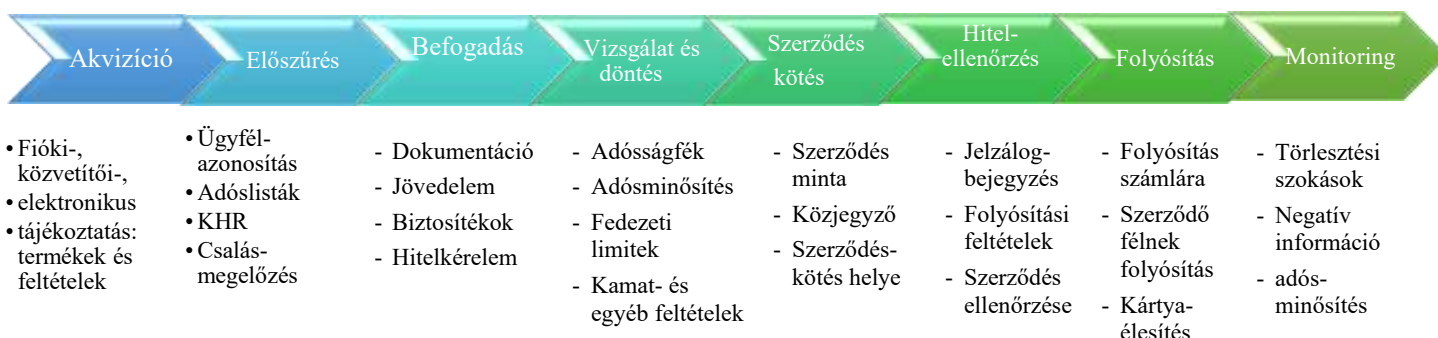 Akvizíció
Előszűrés
Befogadás
Vizsgálat és
döntés
Szerződés
kötés
Hitel-
ellenőrzés
Folyósítás
Monitoring
• Fióki-,
közvetítői-,
• elektronikus
• tájékoztatás:
termékek és
feltételek
• Ügyfél-
azonosítás
• Adóslisták
• KHR
• Csalás-
megelőzés
- Dokumentáció
- Jövedelem
- Biztosítékok
- Hitelkérelem
- Adósságfék
- Adósminősítés
- Fedezeti
limitek
- Kamat- és
egyéb feltételek
- Szerződés
minta
- Közjegyző
- Szerződés-
kötés helye
- Jelzálog-
bejegyzés
- Folyósítási
feltételek
- Szerződés
ellenőrzése
- Folyósítás
számlára
- Szerződő
félnek
folyósítás
- Kártya-
élesítés
- Törlesztési
szokások
- Negatív
információ
- adós-
minősítés